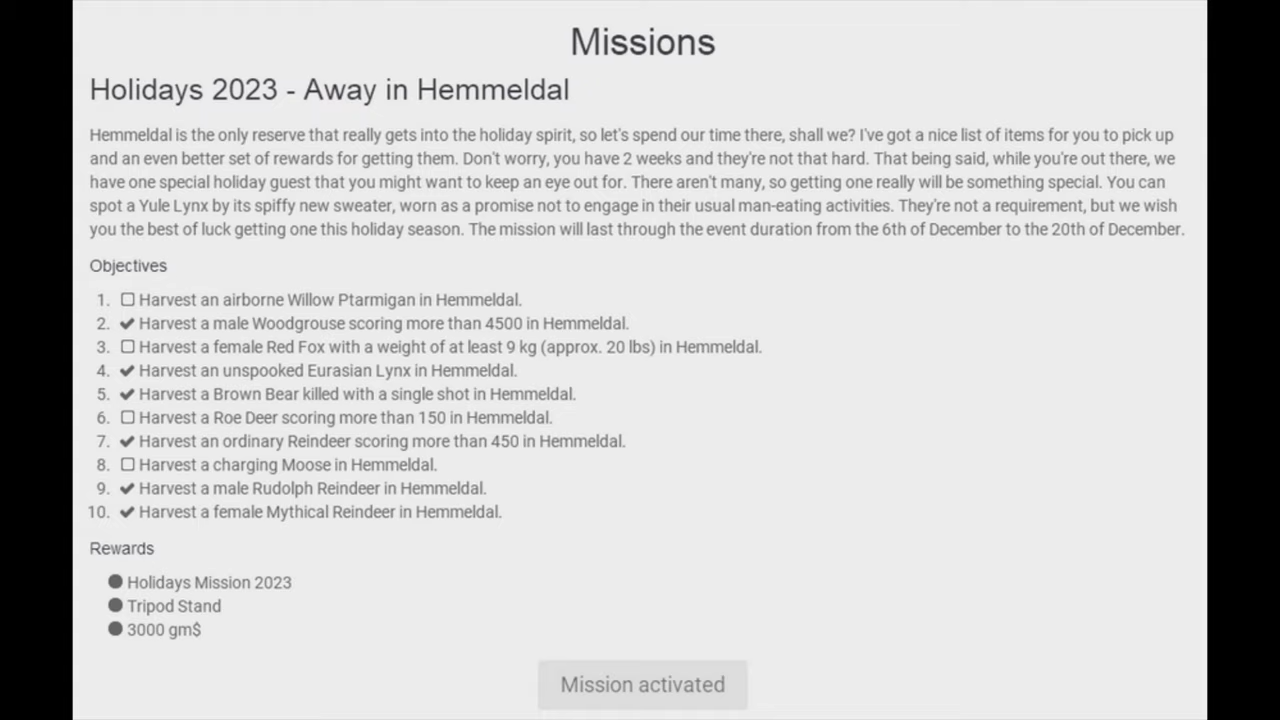 Missions
Holidays 2023 - Away in Hemmeldal
Hemmeldal is the only reserve that really gets into the holiday spirit, so let's spend our time there, shall we? I've got a nice list of items for you to pick up
and an even better set of rewards for getting them. Don't worry, you have 2 weeks and they're not that hard. That being said, while you're out there, we
have one special holiday guest that you might want to keep an eye out for. There aren't many, so getting one really will be something special. You can
spot a Yule Lynx by its spiffy new sweater, worn as a promise not to engage in their usual man-eating activities. They're not a requirement, but we wish
you the best of luck getting one this holiday season. The mission will last through the event duration from the 6th of December to the 20th of December.
Objectives
1. Harvest an airborne Willow Ptarmigan in Hemmeldal.
2. Harvest a male Woodgrouse scoring more than 4500 in Hemmeldal.
3. Harvest a female Red Fox with a weight of at least 9 kg (approx. 20 lbs) in Hemmeldal.
4. Harvest an unspooked Eurasian Lynx in Hemmeldal.
5. Harvest a Brown Bear killed with a single shot in Hemmeldal.
6. Harvest a Roe Deer scoring more than 150 in Hemmeldal.
7. Harvest an ordinary Reindeer scoring more than 450 in Hemmeldal.
8. Harvest a charging Moose in Hemmeldal.
9. Harvest a male Rudolph Reindeer in Hemmeldal.
10. Harvest a female Mythical Reindeer in Hemmeldal.
Rewards
Holidays Mission 2023
Tripod Stand
3000 gm$
Mission activated